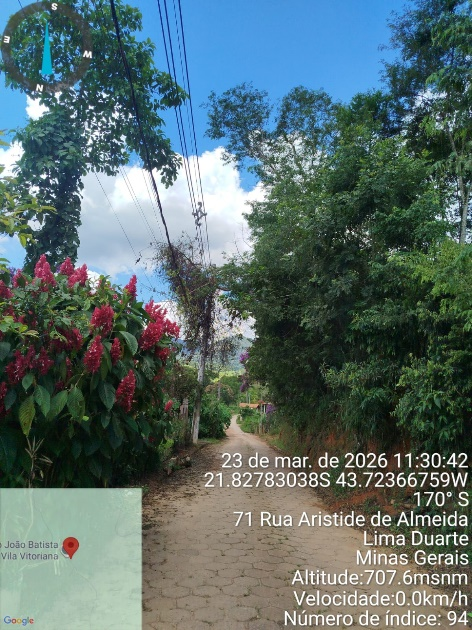 S
W
E
23 de mar. de 2026 11:30:42
21.82783038S 43.72366759W
170° S
71 Rua Aristide de Almeida
Lima Duarte
Minas Gerais
Altitude:707.6msnm
Velocidade:0.0km/h
Número de índice: 94
João Batista
Vila Vitoriana
Google